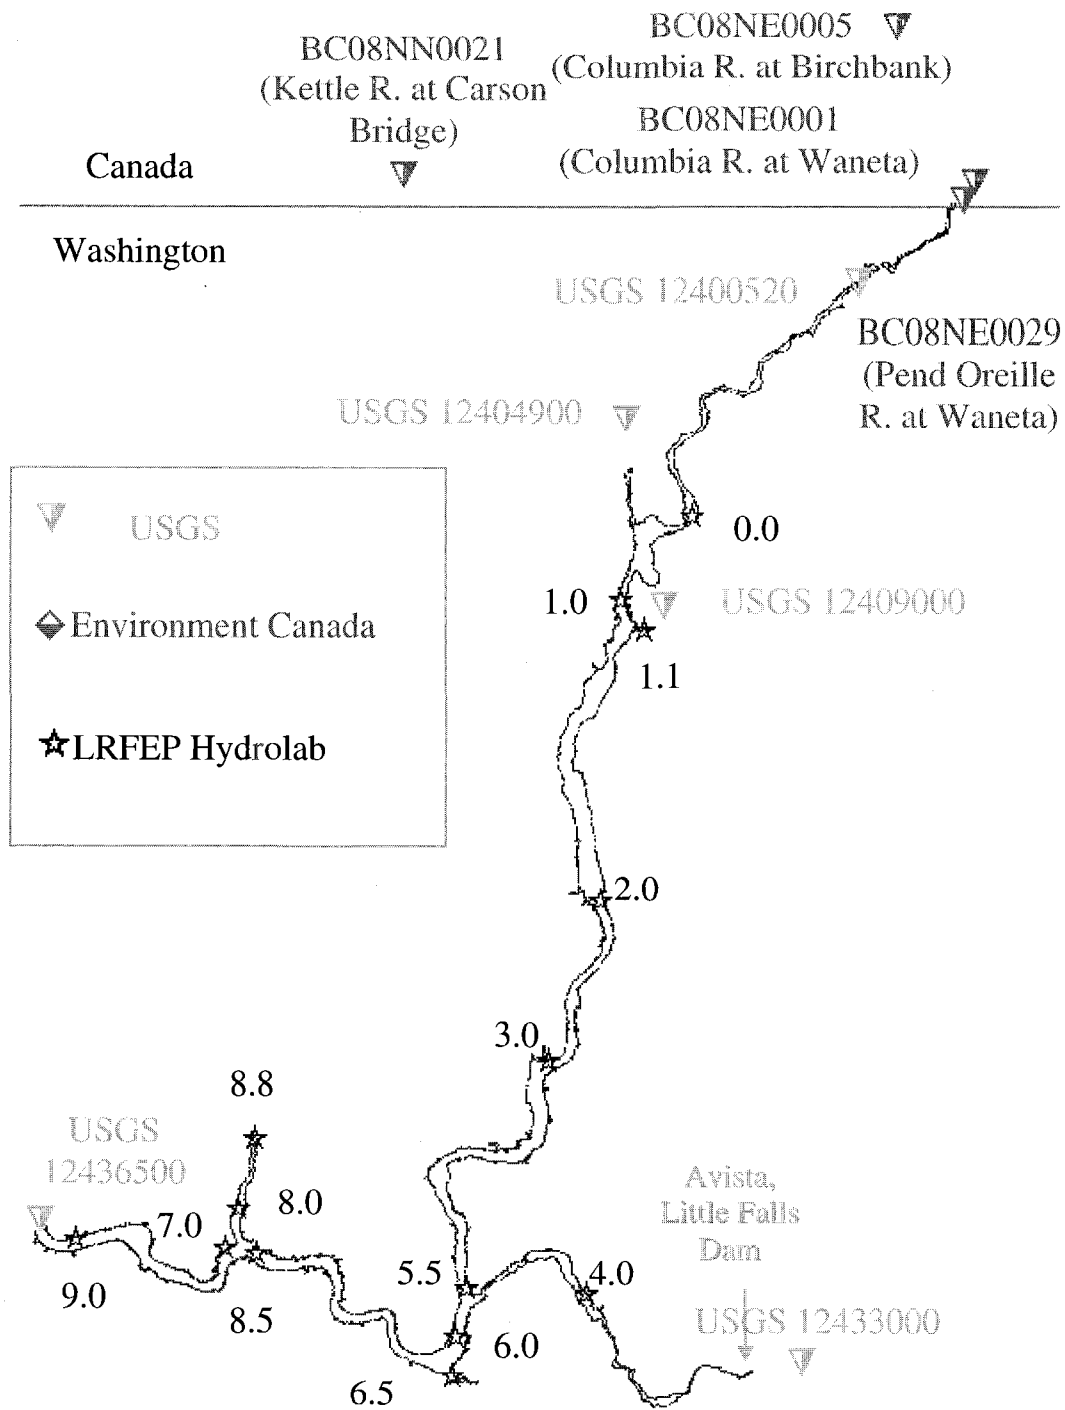 BC08NE0005
(Columbia R. at Birchbank)
BC08NN0021
(Kettle R. at Carson
Bridge)
BC08NE0001
(Columbia R. at Waneta)
Canada
Washington
USGS 12400520
BC08NE0029
(Pend Oreille
R. at Waneta)
USGS 12404900
USGS
Environment Canada
LRFEP Hydrolab
0.0
1.0
USGS 12409000
1.1
2.0
3.0
8.8
USGS
12436500
8.0
7.0
9.0
8.5
5.5
4.0
6.0
6.5
Avista,
Little Falls
Dam
USGS 12433000